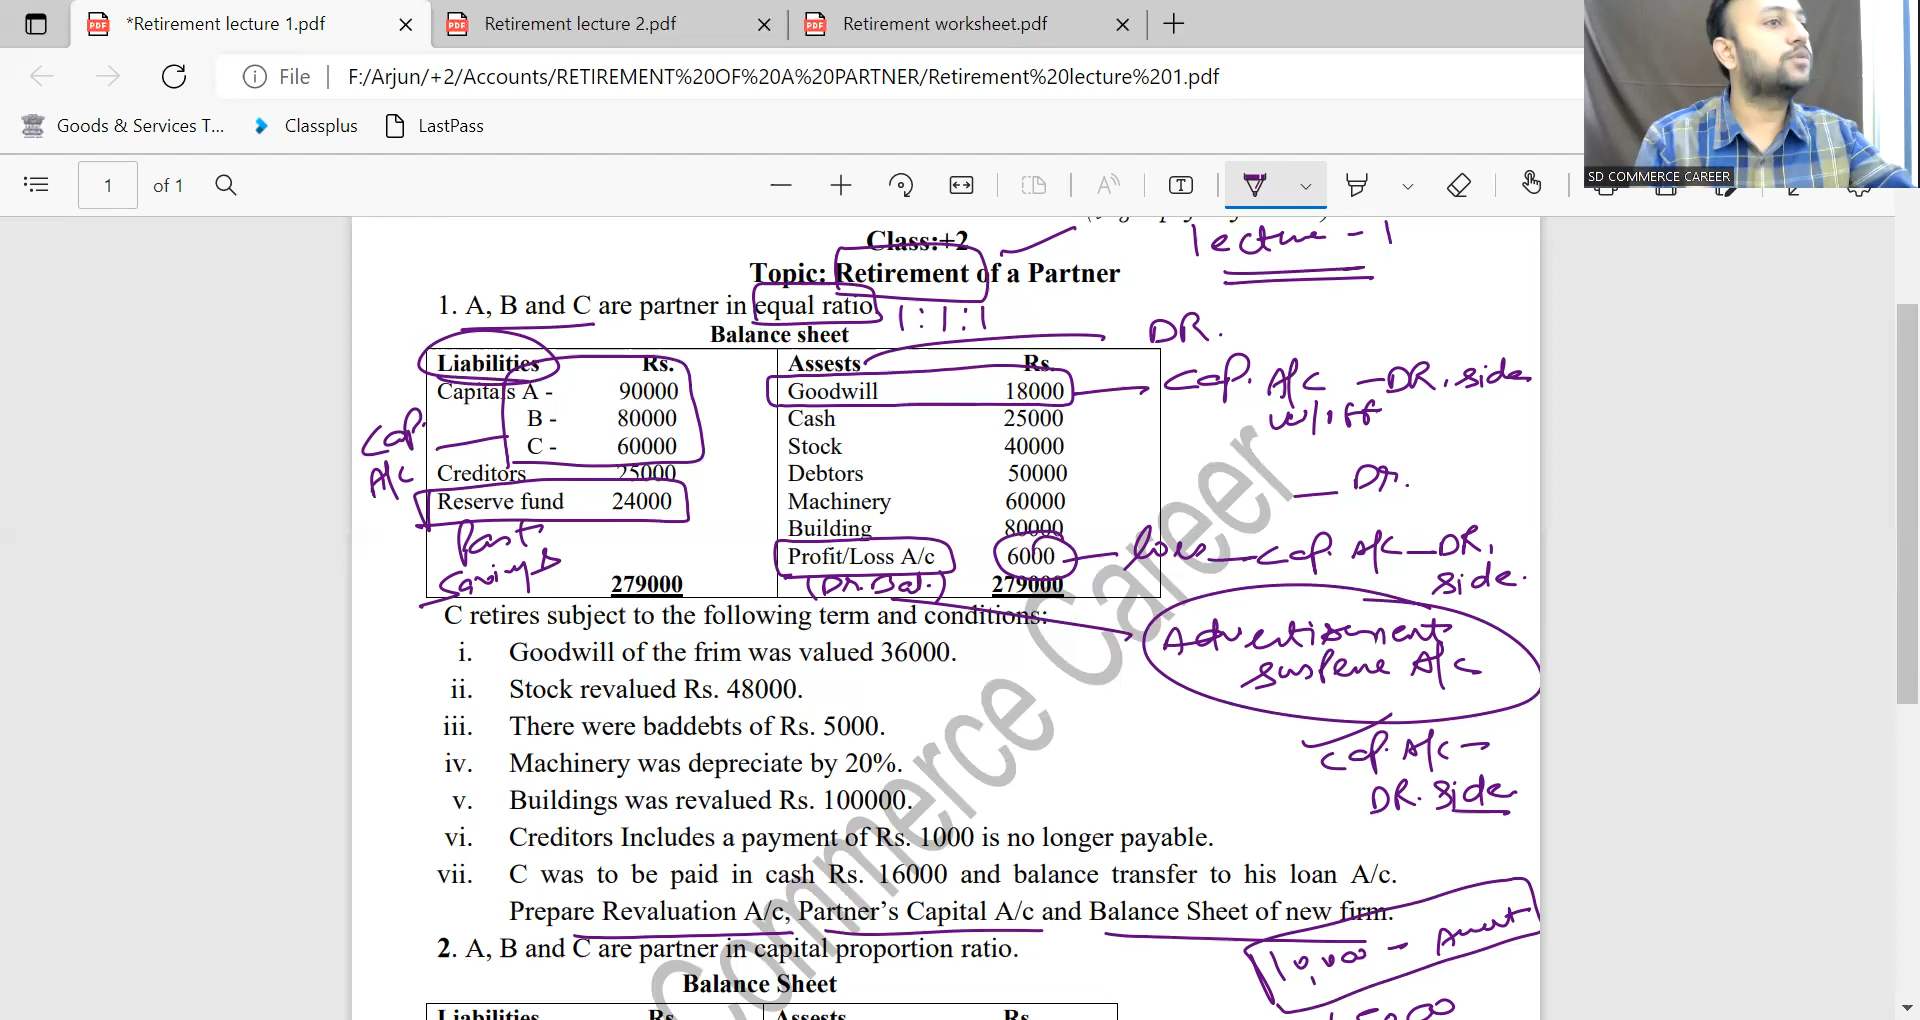 *Retirement lecture 1.pdf
Retirement lecture 2.pdf
Retirement worksheet.pdf
File
F:/Arjun/+2/Accounts/RETIREMENT%20OF%20A%20PARTNER/Retirement%20lecture%201.pdf
Goods & Services T...
Classplus
LastPass
SD COMMERCE CAREER
1 of 1
Class:+2
lecture - 1
Topic: Retirement of a Partner
1. A, B and C are partner in equal ratio
1:1:1
Balance sheet
DR.
Liabilities Rs. Assests Rs.
Capitals A - 90000 Goodwill 18000
Cap. A/c - DR. side
w/off
B - 80000 Cash 25000
C - 60000 Stock 40000
Cap. A/c
Creditors 25000 Debtors 50000
Dr.
Reserve fund 24000 Machinery 60000
Past
Building 80000
Profit/Loss A/c 6000
loss - Cap. A/c - DR. side.
Savings
(Dr. Bal.)
279000 279000
C retires subject to the following term and conditions:
Advertisement
suspense A/c
i. Goodwill of the frim was valued 36000.
ii. Stock revalued Rs. 48000.
iii. There were baddebts of Rs. 5000.
Cap. A/c -
DR. side
iv. Machinery was depreciate by 20%.
v. Buildings was revalued Rs. 100000.
vi. Creditors Includes a payment of Rs. 1000 is no longer payable.
vii. C was to be paid in cash Rs. 16000 and balance transfer to his loan A/c.
Prepare Revaluation A/c, Partner's Capital A/c and Balance Sheet of new firm.
2. A, B and C are partner in capital proportion ratio.
10,000 -
Balance Sheet
Liabilities Rs. Assests Rs.
Commerce Career